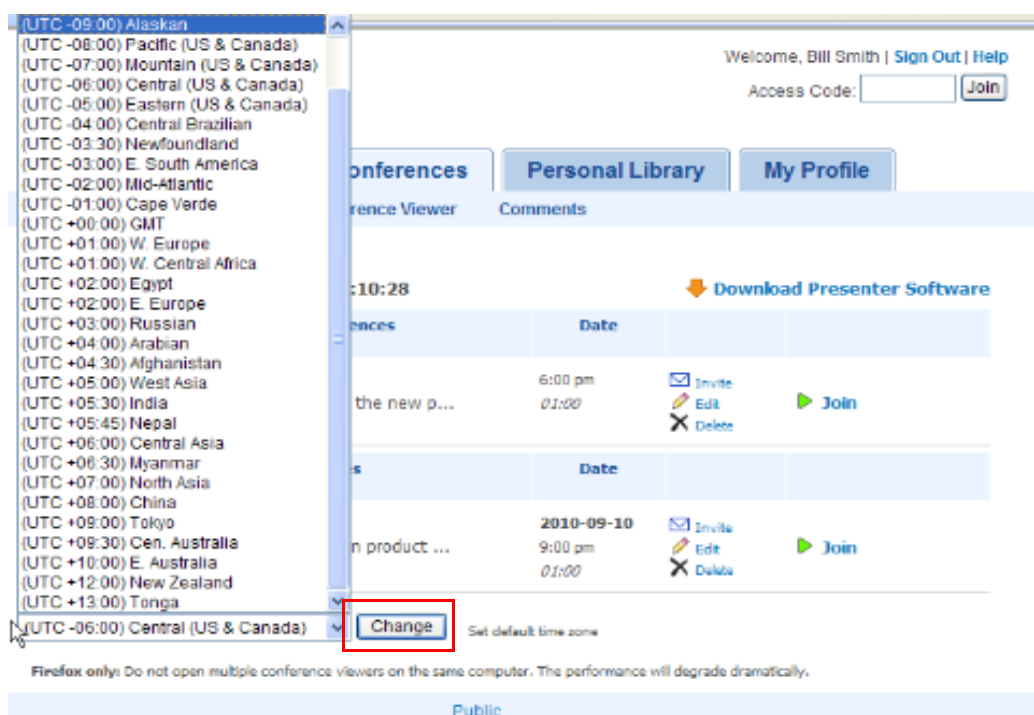 (UTC -09:00) Alaskan
(UTC -08:00) Pacific (US & Canada)
(UTC -07:00) Mountain (US & Canada)
(UTC -06:00) Central (US & Canada)
(UTC -05:00) Eastern (US & Canada)
(UTC -04:00) Central Brazilian
(UTC -03:30) Newfoundland
(UTC -03:00) E. South America
(UTC -02:00) Mid-Atlantic
(UTC -01:00) Cape Verde
(UTC +00:00) GMT
(UTC +01:00) W. Europe
(UTC +01:00) W. Central Africa
(UTC +02:00) Egypt
(UTC +02:00) E. Europe
(UTC +03:00) Russian
(UTC +04:00) Arabian
(UTC +04:30) Afghanistan
(UTC +05:00) West Asia
(UTC +05:30) India
(UTC +05:45) Nepal
(UTC +06:00) Central Asia
(UTC +06:30) Myanmar
(UTC +07:00) North Asia
(UTC +08:00) China
(UTC +09:00) Tokyo
(UTC +09:30) Cen. Australia
(UTC +10:00) E. Australia
(UTC +12:00) New Zealand
(UTC +13:00) Tonga
Welcome, Bill Smith | Sign Out | Help
Access Code: Join
onferences Personal Library My Profile
rence Viewer Comments
:10:28 Download Presenter Software
ences Date
6:00 pm Invite
the new p... 01:00 Edit Join
Delete
s Date
2010-09-10 Invite
n product ... 9:00 pm Edit Join
01:00 Delete
(UTC -06:00) Central (US & Canada) Change Set default time zone
Firefox only: Do not open multiple conference viewers on the same computer. The performance will degrade dramatically.
Public